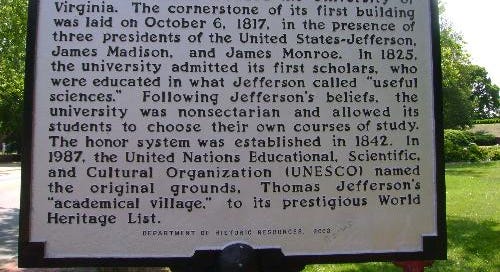 University of
Virginia. The cornerstone of its first building
was laid on October 6, 1817, in the presence of
three presidents of the United States-Jefferson,
James Madison, and James Monroe. In 1825,
the university admitted its first scholars, who
were educated in what Jefferson called "useful
sciences." Following Jefferson's beliefs, the
university was nonsectarian and allowed its
students to choose their own courses of study.
The honor system was established in 1842. In
1987, the United Nations Educational, Scientific,
and Cultural Organization (UNESCO) named
the original grounds, Thomas Jefferson's
"academical village," to its prestigious World
Heritage List.
DEPARTMENT OF HISTORIC RESOURCES,